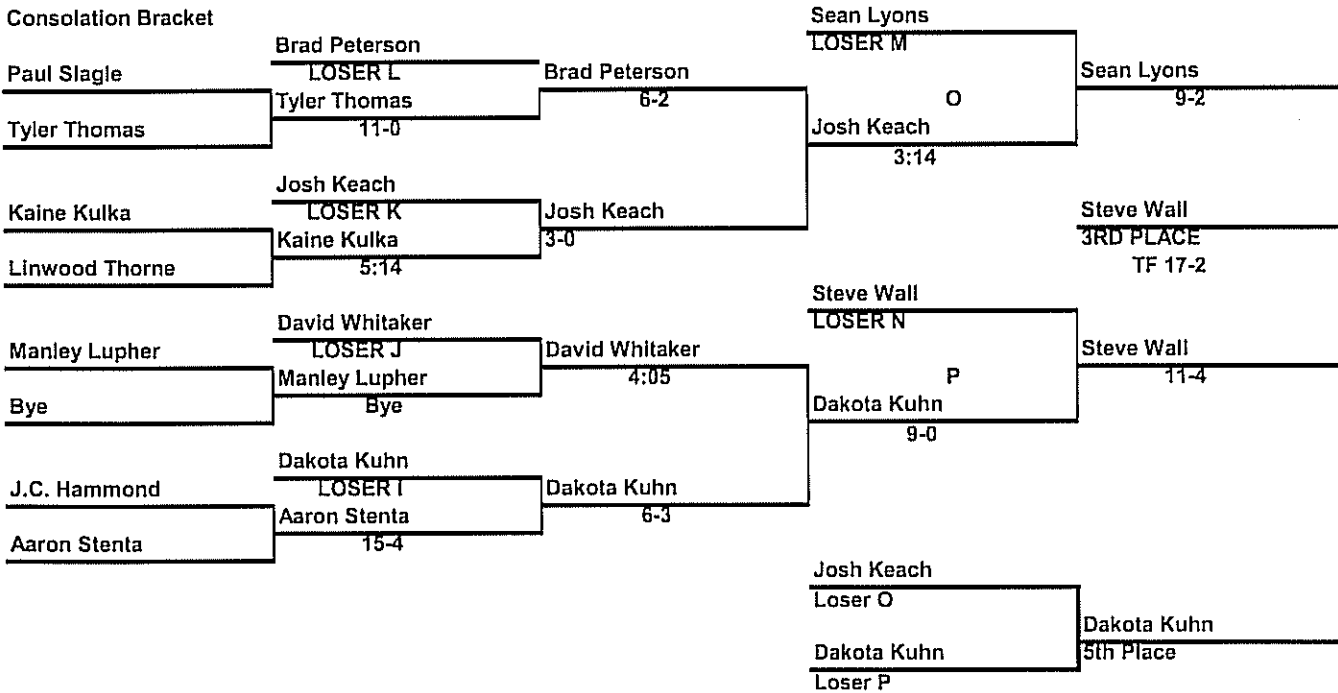 Consolation Bracket
Paul Slagle
Tyler Thomas
Kaine Kulka
Linwood Thorne
Manley Lupher
Bye
J.C. Hammond
Aaron Stenta
Brad Peterson
LOSER L
Tyler Thomas
11-0
Josh Keach
LOSER K
Kaine Kulka
5:14
David Whitaker
LOSER J
Manley Lupher
Bye
Dakota Kuhn
LOSER I
Aaron Stenta
15-4
Brad Peterson
6-2
Josh Keach
3-0
David Whitaker
4:05
Dakota Kuhn
6-3
Sean Lyons
LOSER M
O
Josh Keach
3:14
Steve Wall
LOSER N
P
Dakota Kuhn
9-0
Josh Keach
Loser O
Dakota Kuhn
Loser P
Sean Lyons
9-2
Steve Wall
3RD PLACE
TF 17-2
Steve Wall
11-4
Dakota Kuhn
5th Place